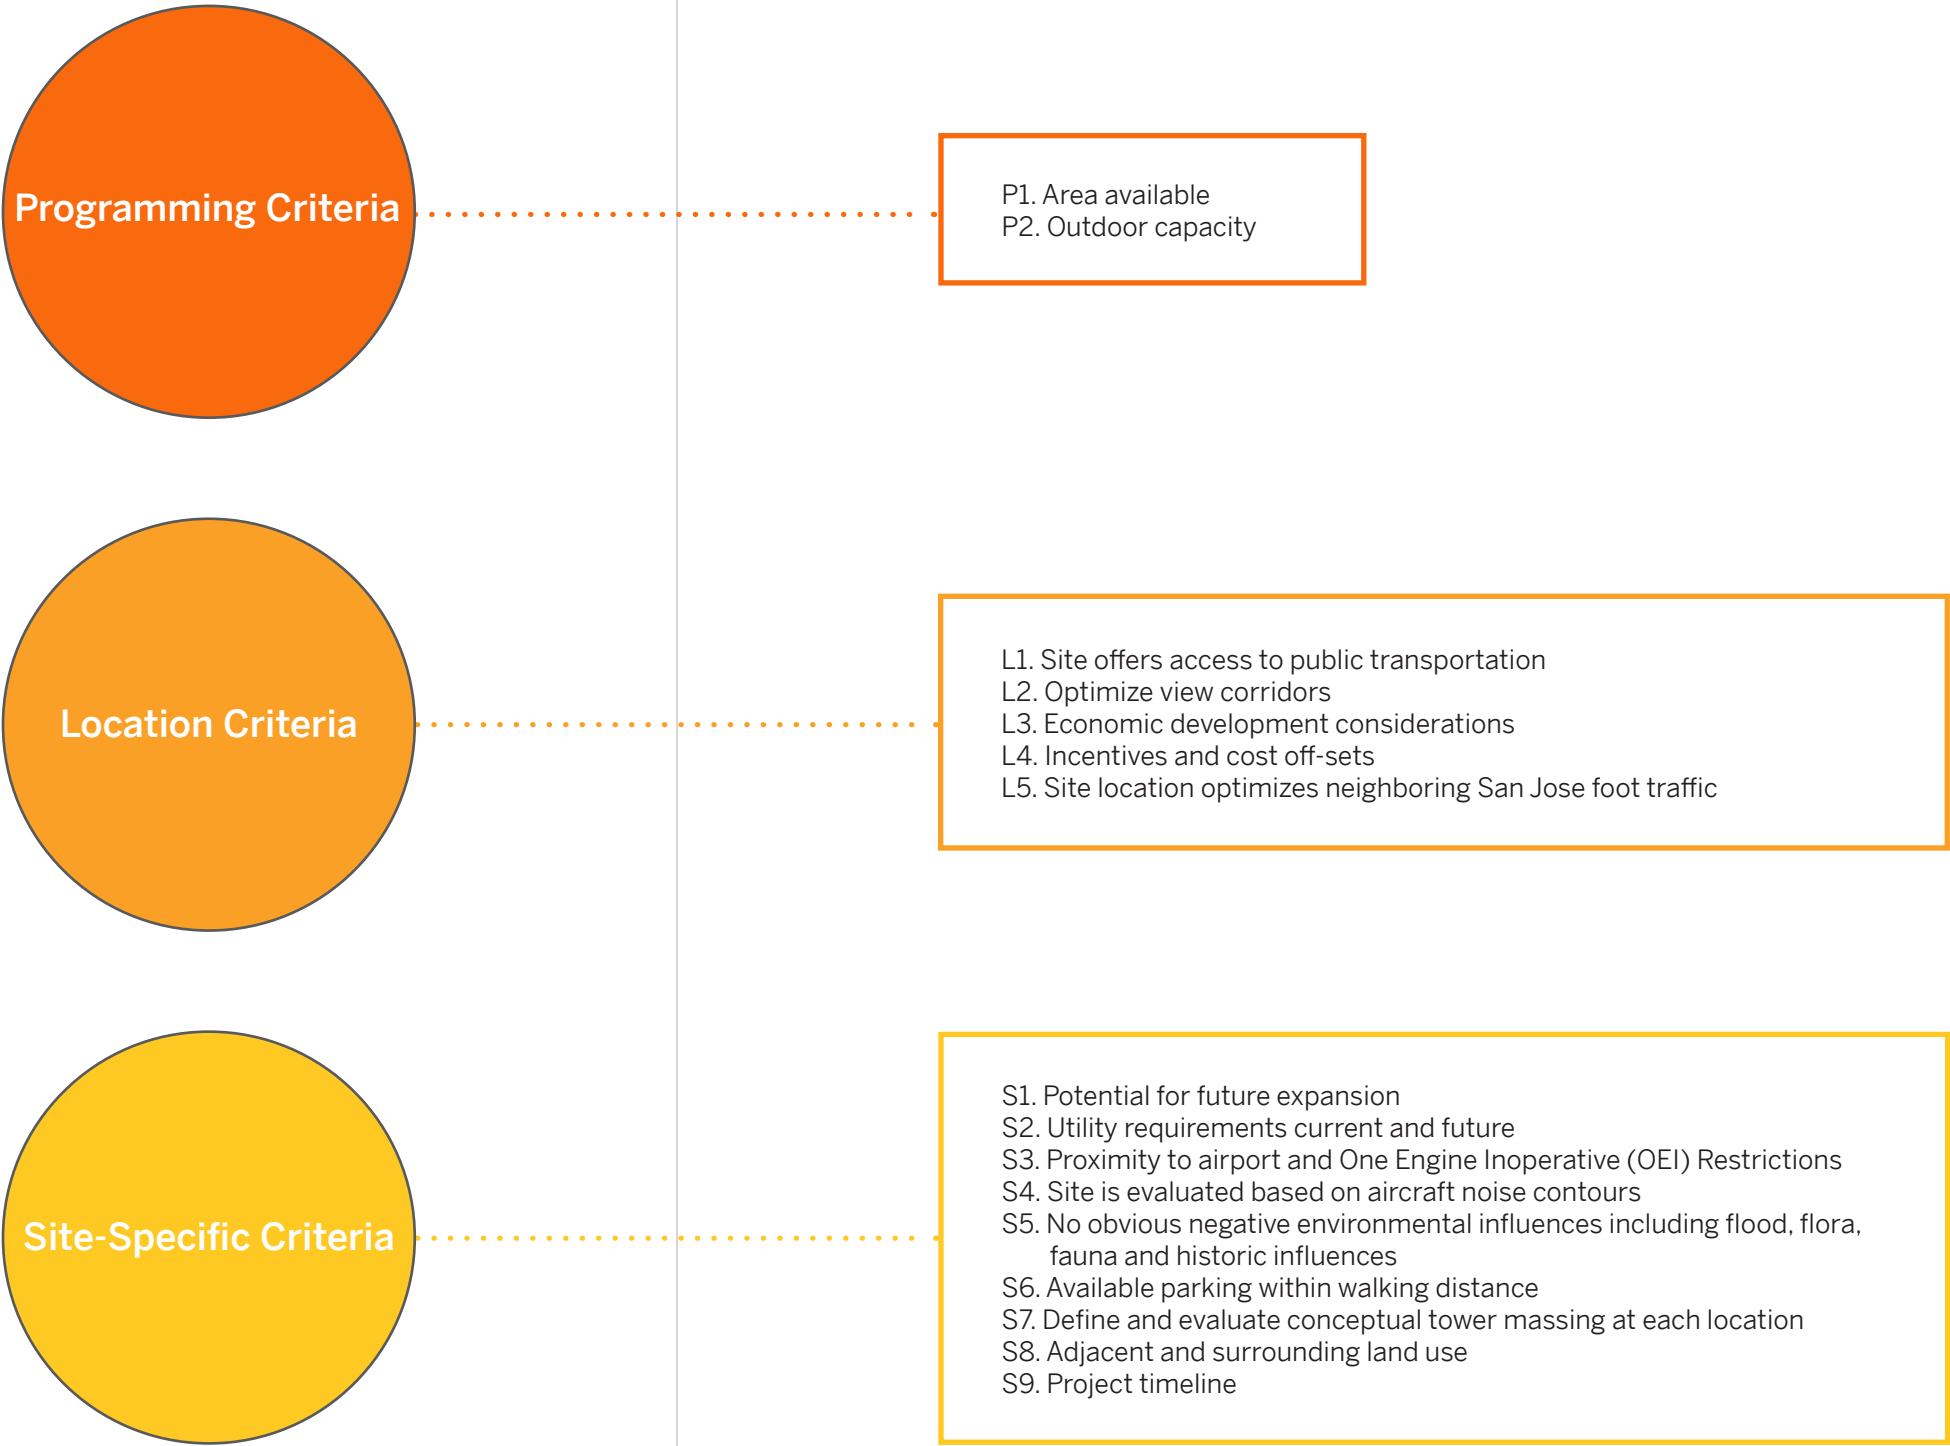 Programming Criteria
P1. Area available
P2. Outdoor capacity
Location Criteria
L1. Site offers access to public transportation
L2. Optimize view corridors
L3. Economic development considerations
L4. Incentives and cost off-sets
L5. Site location optimizes neighboring San Jose foot traffic
Site-Specific Criteria
S1. Potential for future expansion
S2. Utility requirements current and future
S3. Proximity to airport and One Engine Inoperative (OEI) Restrictions
S4. Site is evaluated based on aircraft noise contours
S5. No obvious negative environmental influences including flood, flora,
fauna and historic influences
S6. Available parking within walking distance
S7. Define and evaluate conceptual tower massing at each location
S8. Adjacent and surrounding land use
S9. Project timeline